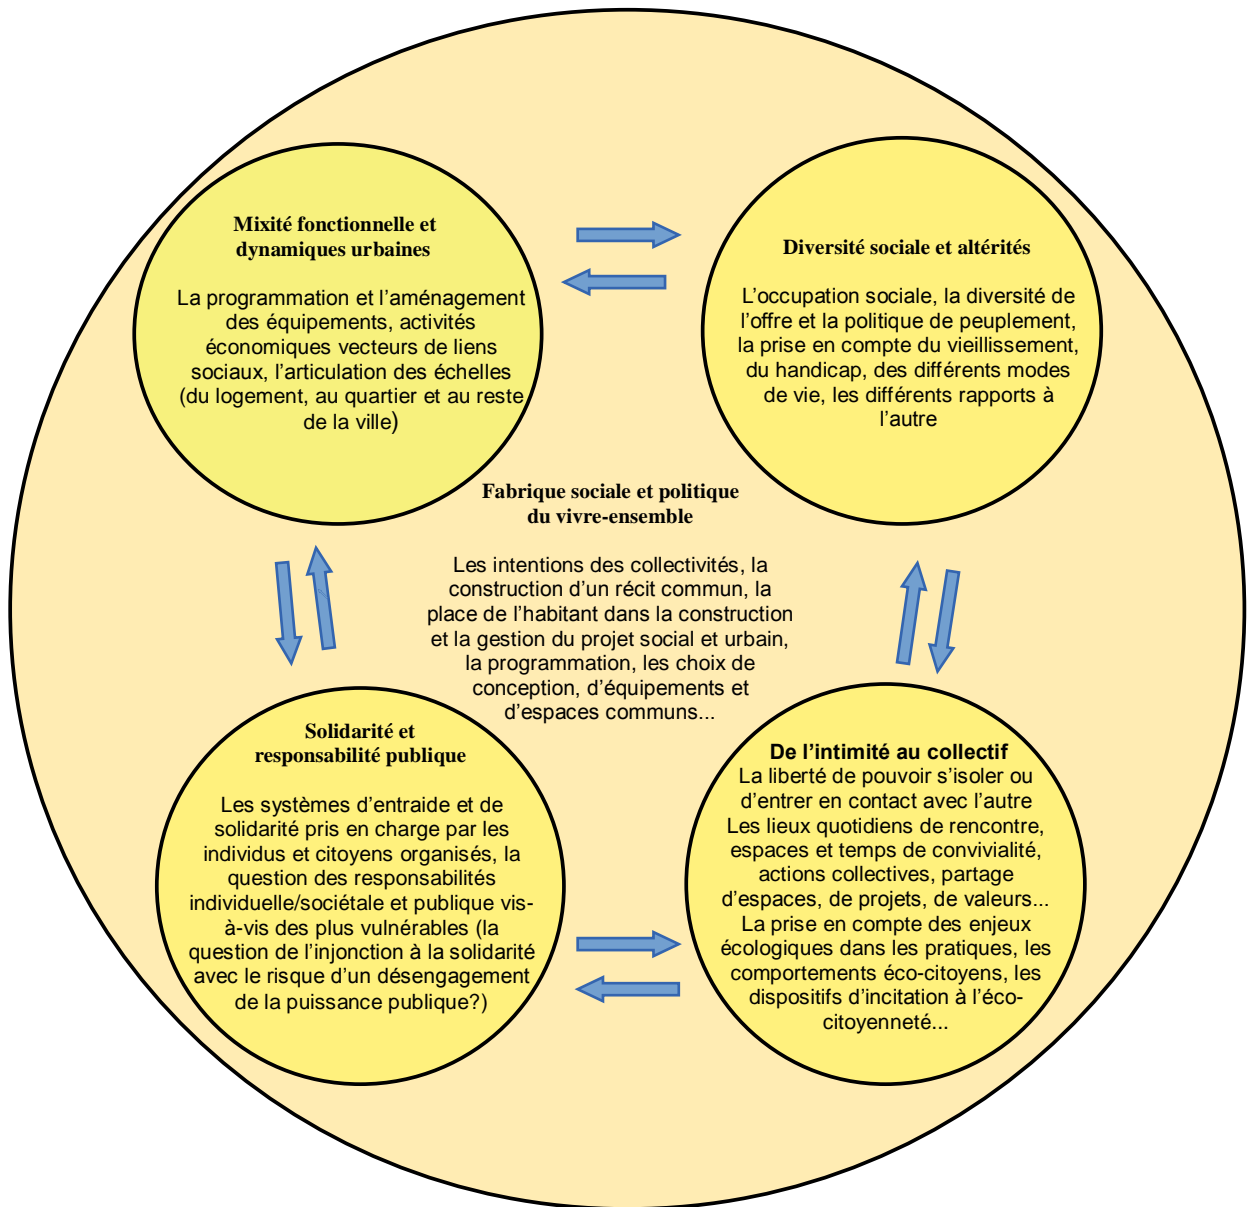 Mixité fonctionnelle et
dynamiques urbaines
La programmation et l’aménagement
des équipements, activités
économiques vecteurs de liens
sociaux, l’articulation des échelles
(du logement, au quartier et au reste
de la ville)
Diversité sociale et altérités
L’occupation sociale, la diversité de
l’offre et la politique de peuplement,
la prise en compte du vieillissement,
du handicap, des différents modes
de vie, les différents rapports à
l’autre
Fabrique sociale et politique
du vivre-ensemble
Les intentions des collectivités, la
construction d’un récit commun, la
place de l’habitant dans la construction
et la gestion du projet social et urbain,
la programmation, les choix de
conception, d’équipements et
d’espaces communs...
Solidarité et
responsabilité publique
Les systèmes d’entraide et de
solidarité pris en charge par les
individus et citoyens organisés, la
question des responsabilités
individuelle/sociétale et publique vis-
à-vis des plus vulnérables (la
question de l’injonction à la solidarité
avec le risque d’un désengagement
de la puissance publique?)
De l’intimité au collectif
La liberté de pouvoir s’isoler ou
d’entrer en contact avec l’autre
Les lieux quotidiens de rencontre,
espaces et temps de convivialité,
actions collectives, partage
d’espaces, de projets, de valeurs...
La prise en compte des enjeux
écologiques dans les pratiques, les
comportements éco-citoyens, les
dispositifs d’incitation à l’éco-
citoyenneté...